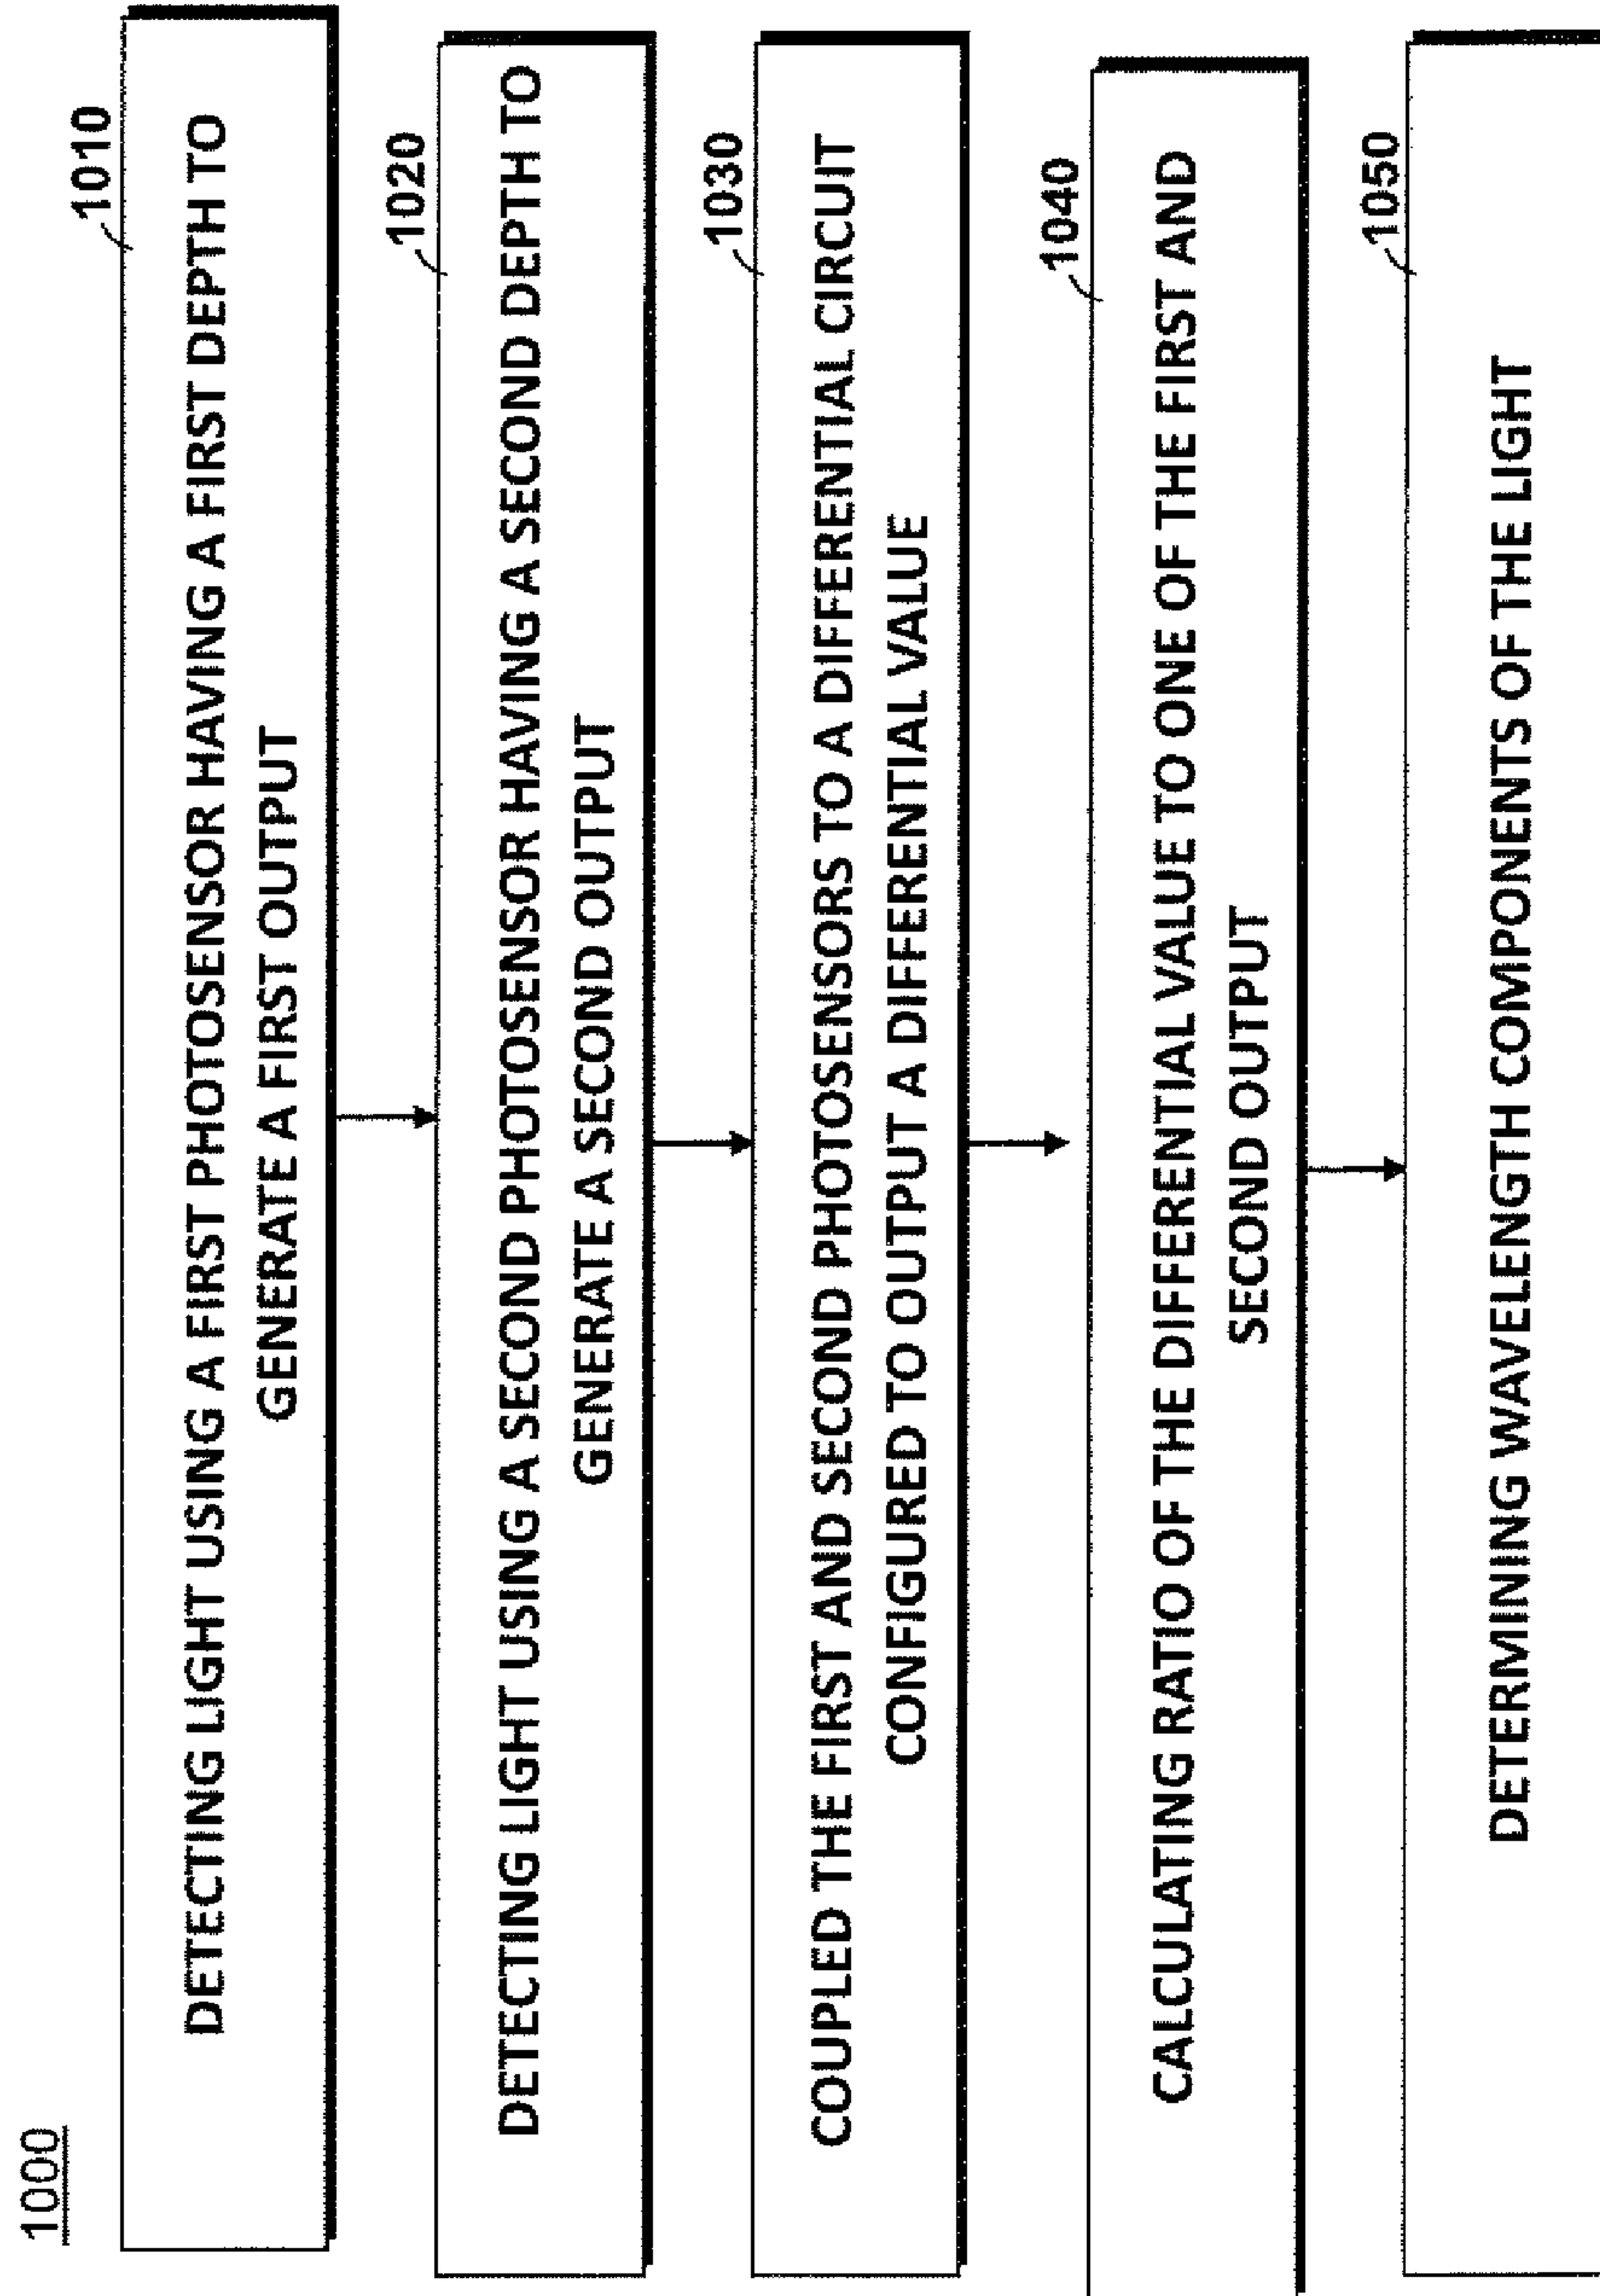 1000
1010
DETECTING LIGHT USING A FIRST PHOTOSENSOR HAVING A FIRST DEPTH TO
GENERATE A FIRST OUTPUT
1020
DETECTING LIGHT USING A SECOND PHOTOSENSOR HAVING A SECOND DEPTH TO
GENERATE A SECOND OUTPUT
1030
COUPLED THE FIRST AND SECOND PHOTOSENSORS TO A DIFFERENTIAL CIRCUIT
CONFIGURED TO OUTPUT A DIFFERENTIAL VALUE
1040
CALCULATING RATIO OF THE DIFFERENTIAL VALUE TO ONE OF THE FIRST AND
SECOND OUTPUT
1050
DETERMINING WAVELENGTH COMPONENTS OF THE LIGHT